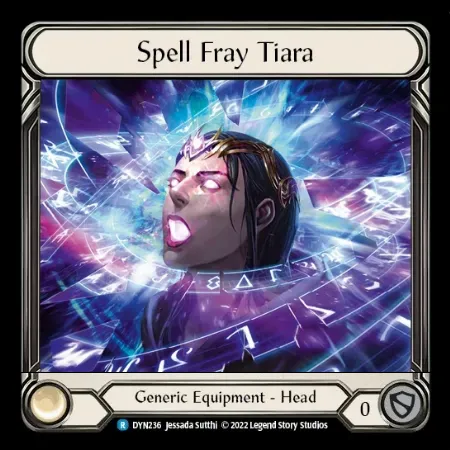 Spell Fray Tiara
Generic Equipment - Head
0
R DYN236 Jessada Sutthi © 2022 Legend Story Studios